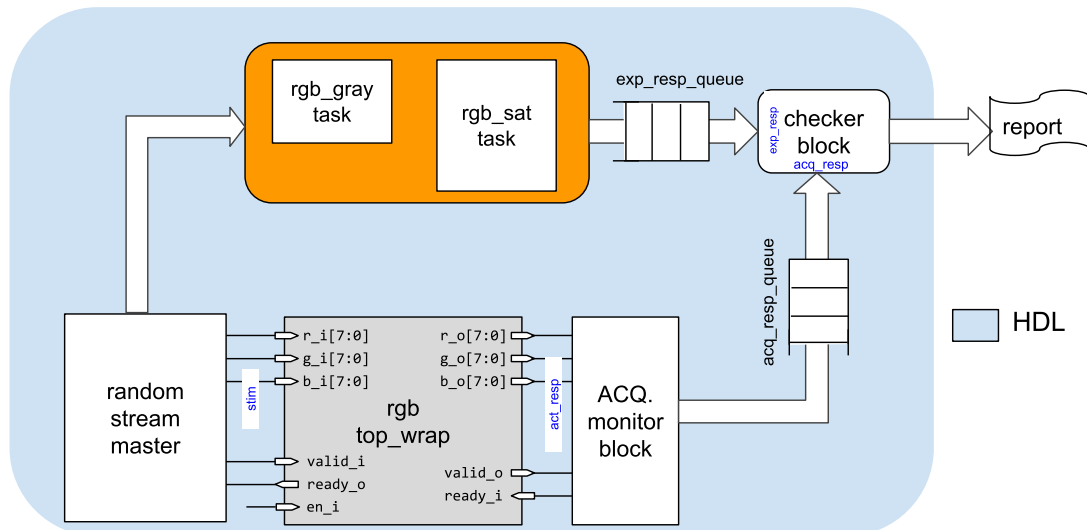 rgb_gray
task
rgb_sat
task
exp_resp_queue
exp_resp
checker
block
acq_resp
report
acq_resp_queue
HDL
random
stream
master
stim
r_i[7:0]
g_i[7:0]
b_i[7:0]
r_o[7:0]
g_o[7:0]
b_o[7:0]
rgb
top_wrap
valid_i
ready_o
en_i
valid_o
ready_i
act_resp
ACQ.
monitor
block